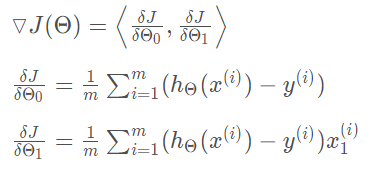 ▽J(Θ) = ⟨ δJ/δΘ₀ , δJ/δΘ₁ ⟩
δJ/δΘ₀ = 1/m ∑ᵢ₌₁ᵐ (h_Θ(x⁽ⁱ⁾) − y⁽ⁱ⁾)
δJ/δΘ₁ = 1/m ∑ᵢ₌₁ᵐ (h_Θ(x⁽ⁱ⁾) − y⁽ⁱ⁾)x₁⁽ⁱ⁾